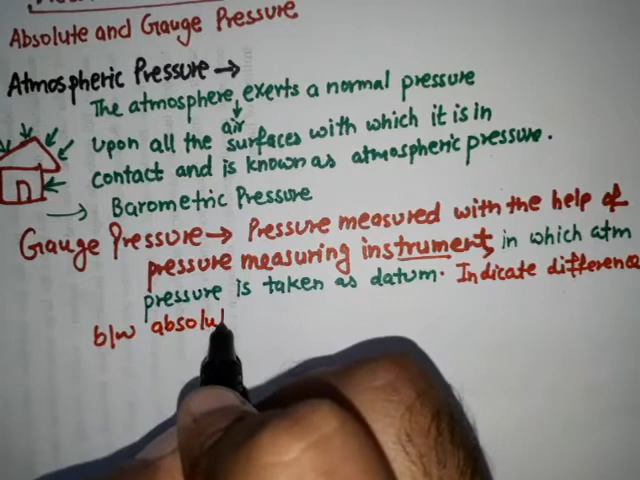 Absolute and Gauge Pressure
Atmospheric Pressure →
The atmosphere exerts a normal pressure
air
upon all the surfaces with which it is in
contact and is known as atmospheric pressure.
→ Barometric Pressure
Gauge Pressure → Pressure measured with the help of
pressure measuring instrument, in which atm
pressure is taken as datum. Indicate difference
b/w absolu